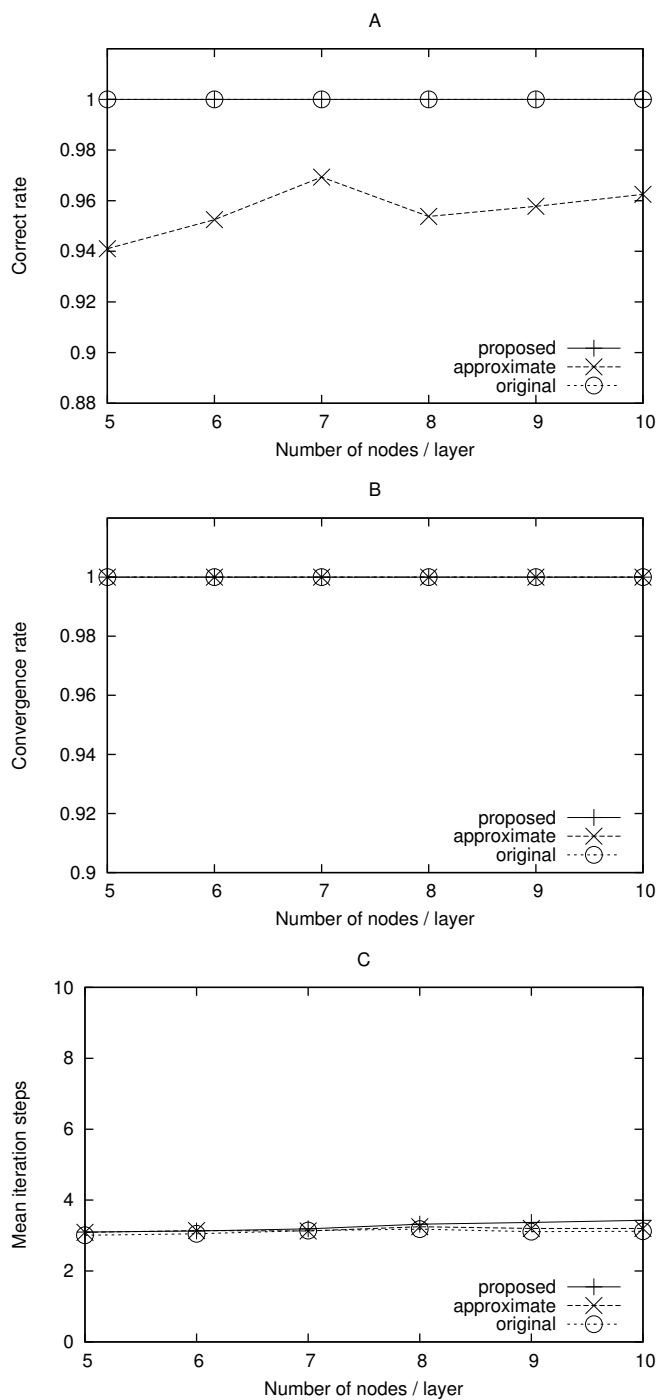 A
1
0.98
0.96
0.94
0.92
0.9
0.88
Correct rate
proposed
approximate
original
5 6 7 8 9 10
Number of nodes / layer
B
1
0.98
0.96
0.94
0.92
0.9
Convergence rate
proposed
approximate
original
5 6 7 8 9 10
Number of nodes / layer
C
10
8
6
4
2
0
Mean iteration steps
proposed
approximate
original
5 6 7 8 9 10
Number of nodes / layer